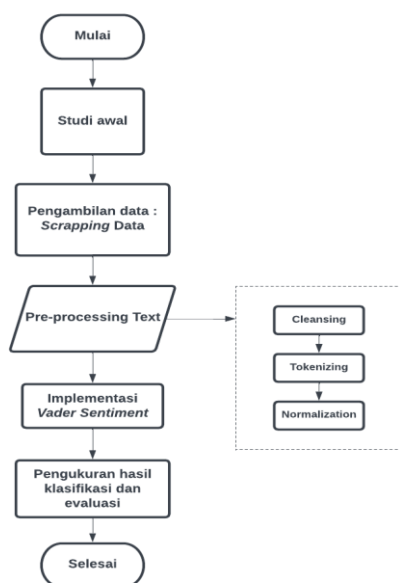 Mulai
Studi awal
Pengambilan data :
Scrapping Data
Pre-processing Text
Cleansing
Tokenizing
Normalization
Implementasi
Vader Sentiment
Pengukuran hasil
klasifikasi dan
evaluasi
Selesai